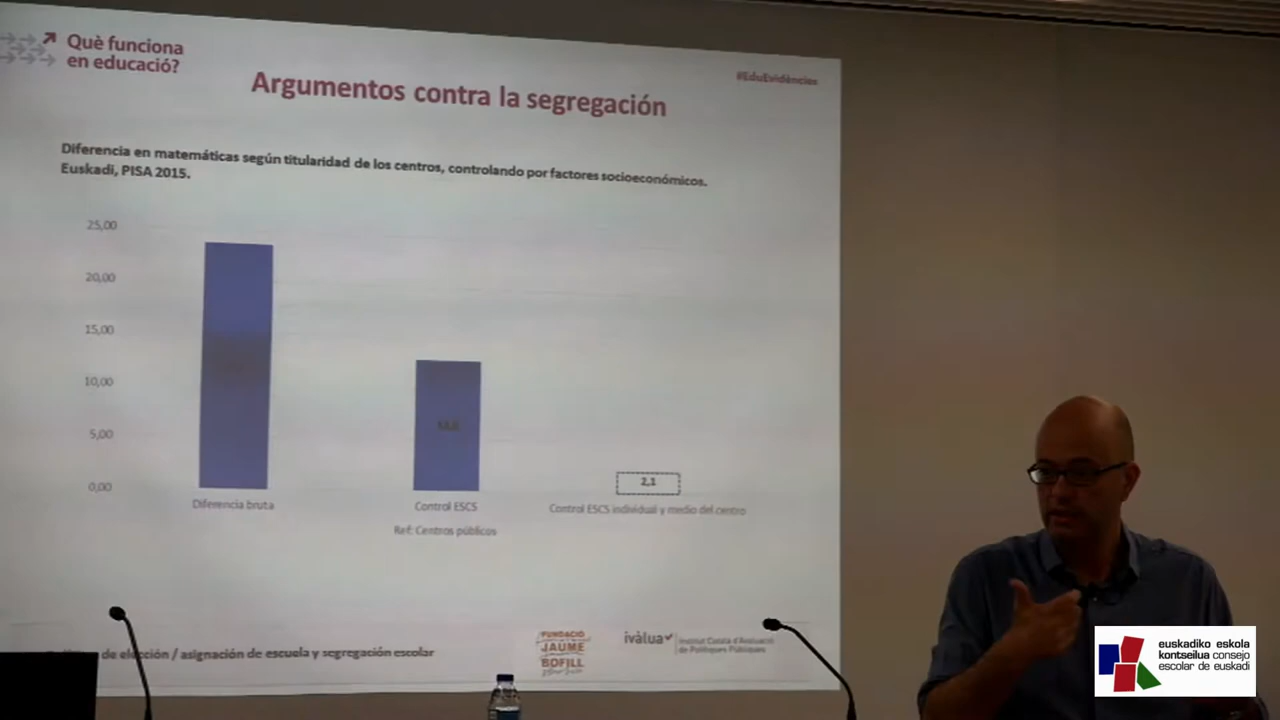 Què funciona
en educació?
#EduEvidències
Argumentos contra la segregación
Diferencia en matemáticas según titularidad de los centros, controlando por factores socioeconómicos.
Euskadi, PISA 2015.
25,00
20,00
15,00
10,00
5,00
0,00
2,1
Diferencia bruta
Control ESCS
Control ESCS individual y medio del centro
Ref: Centros públicos
de elección / asignación de escuela y segregación escolar
FUNDACIÓ
JAUME
BOFILL
ivàlua
Institut Català d'Avaluació
de Polítiques Públiques
euskadiko eskola
kontseilua consejo
escolar de euskadi